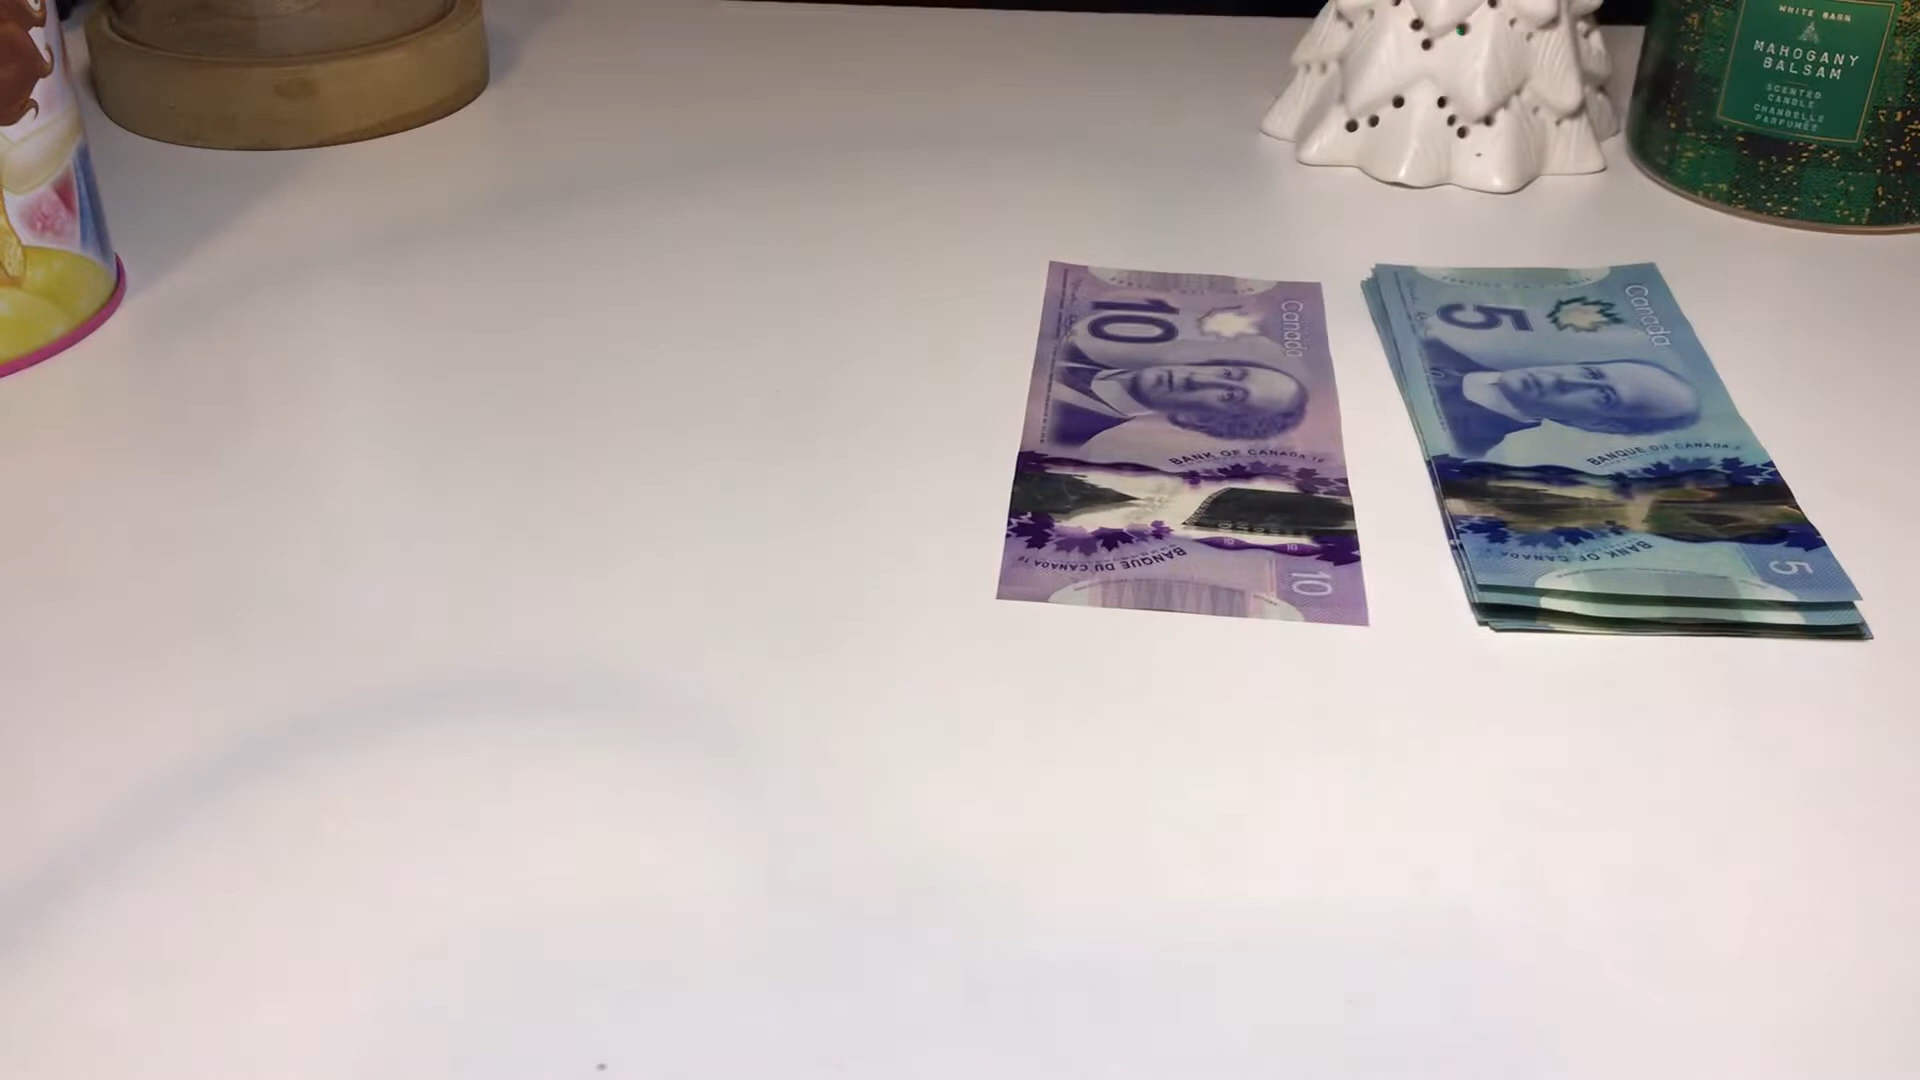 WHITE BARN
MAHOGANY
BALSAM
SCENTED
CANDLE
CHANDELLE
PARFUMÉE
Canada
10
BANK OF CANADA
BANQUE DU CANADA
10
Canada
5
BANQUE DU CANADA
BANK OF CANADA
5